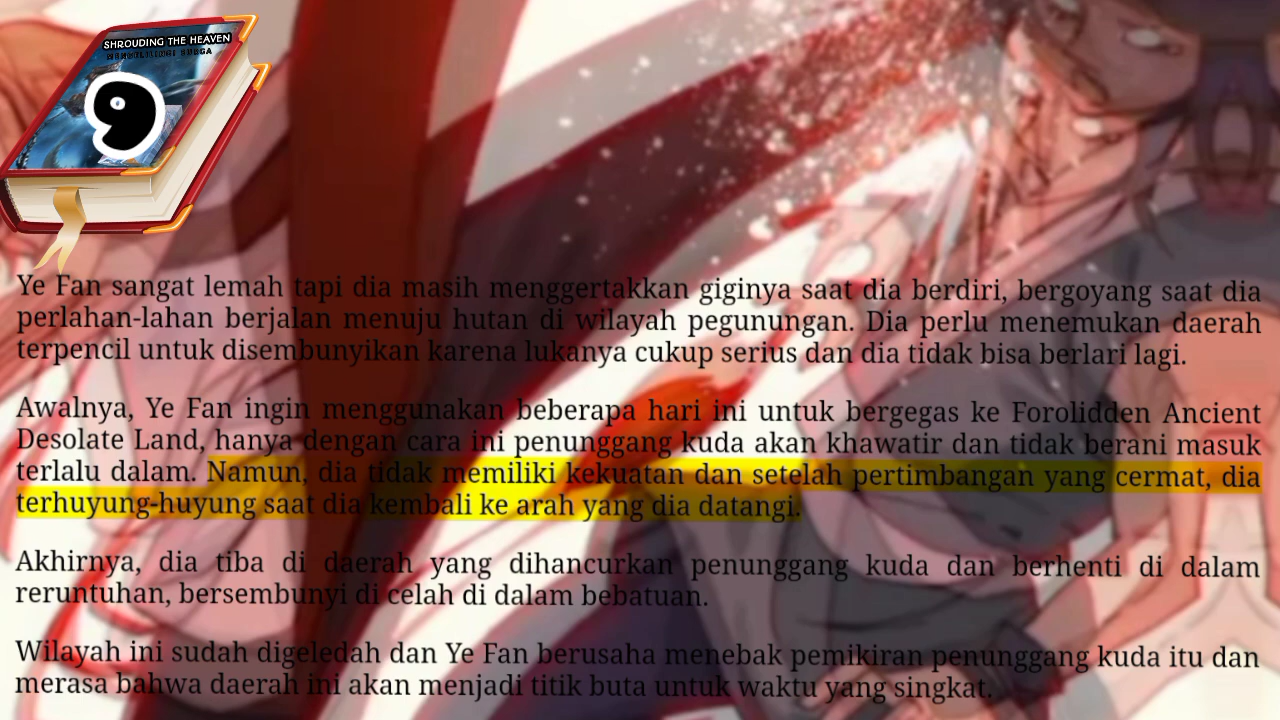 SHROUDING THE HEAVEN
MENYELIMUTI SURGA
9
Ye Fan sangat lemah tapi dia masih menggertakkan giginya saat dia berdiri, bergoyang saat dia
perlahan-lahan berjalan menuju hutan di wilayah pegunungan. Dia perlu menemukan daerah
terpencil untuk disembunyikan karena lukanya cukup serius dan dia tidak bisa berlari lagi.
Awalnya, Ye Fan ingin menggunakan beberapa hari ini untuk bergegas ke Forolidden Ancient
Desolate Land, hanya dengan cara ini penunggang kuda akan khawatir dan tidak berani masuk
terlalu dalam. Namun, dia tidak memiliki kekuatan dan setelah pertimbangan yang cermat, dia
terhuyung-huyung saat dia kembali ke arah yang dia datangi.
Akhirnya, dia tiba di daerah yang dihancurkan penunggang kuda dan berhenti di dalam
reruntuhan, bersembunyi di celah di dalam bebatuan.
Wilayah ini sudah digeledah dan Ye Fan berusaha menebak pemikiran penunggang kuda itu dan
merasa bahwa daerah ini akan menjadi titik buta untuk waktu yang singkat.